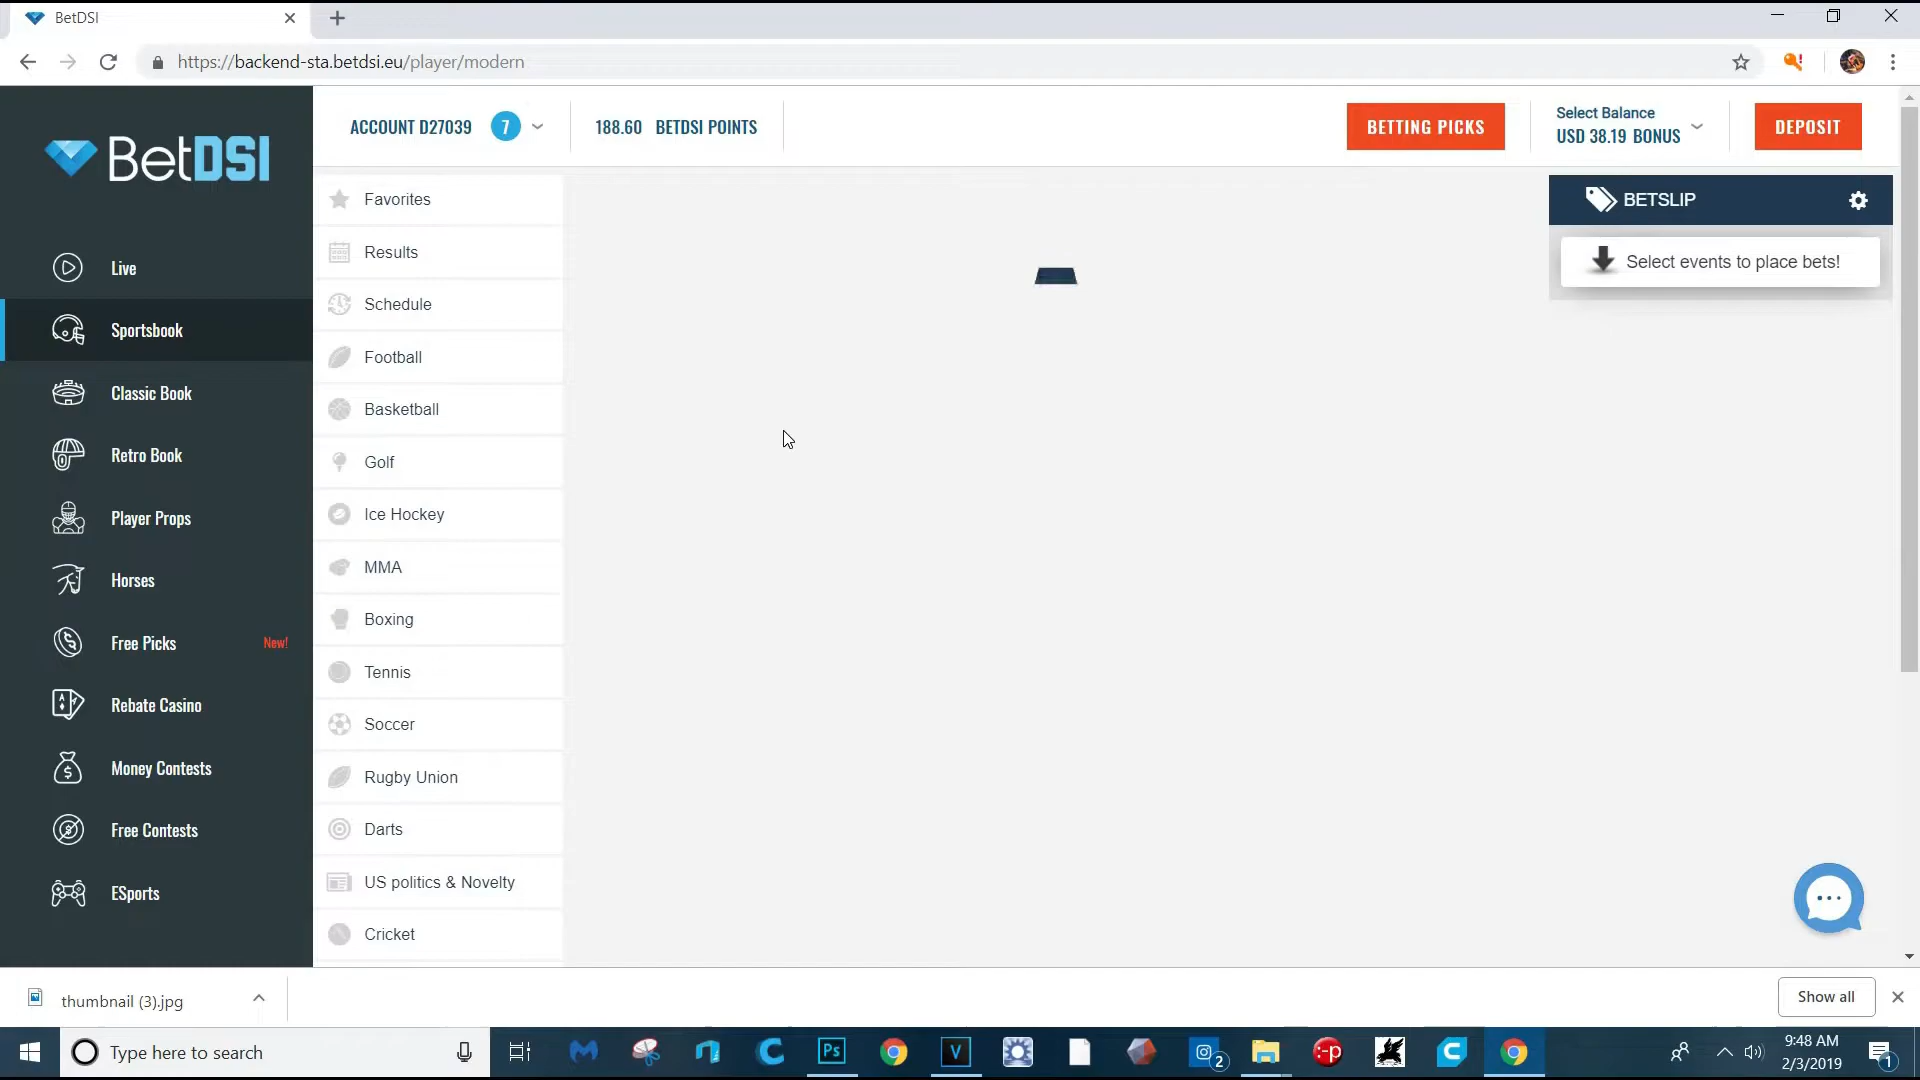 BetDSI
https://backend-sta.betdsi.eu/player/modern
BetDSI
ACCOUNT D27039 7
188.60 BETDSI POINTS
BETTING PICKS
Select Balance
USD 38.19 BONUS
DEPOSIT
Live
Sportsbook
Classic Book
Retro Book
Player Props
Horses
Free Picks New!
Rebate Casino
Money Contests
Free Contests
ESports
Favorites
Results
Schedule
Football
Basketball
Golf
Ice Hockey
MMA
Boxing
Tennis
Soccer
Rugby Union
Darts
US politics & Novelty
Cricket
BETSLIP
Select events to place bets!
thumbnail (3).jpg
Show all
Type here to search
Ps
V
2
:-p
9:48 AM
2/3/2019
1